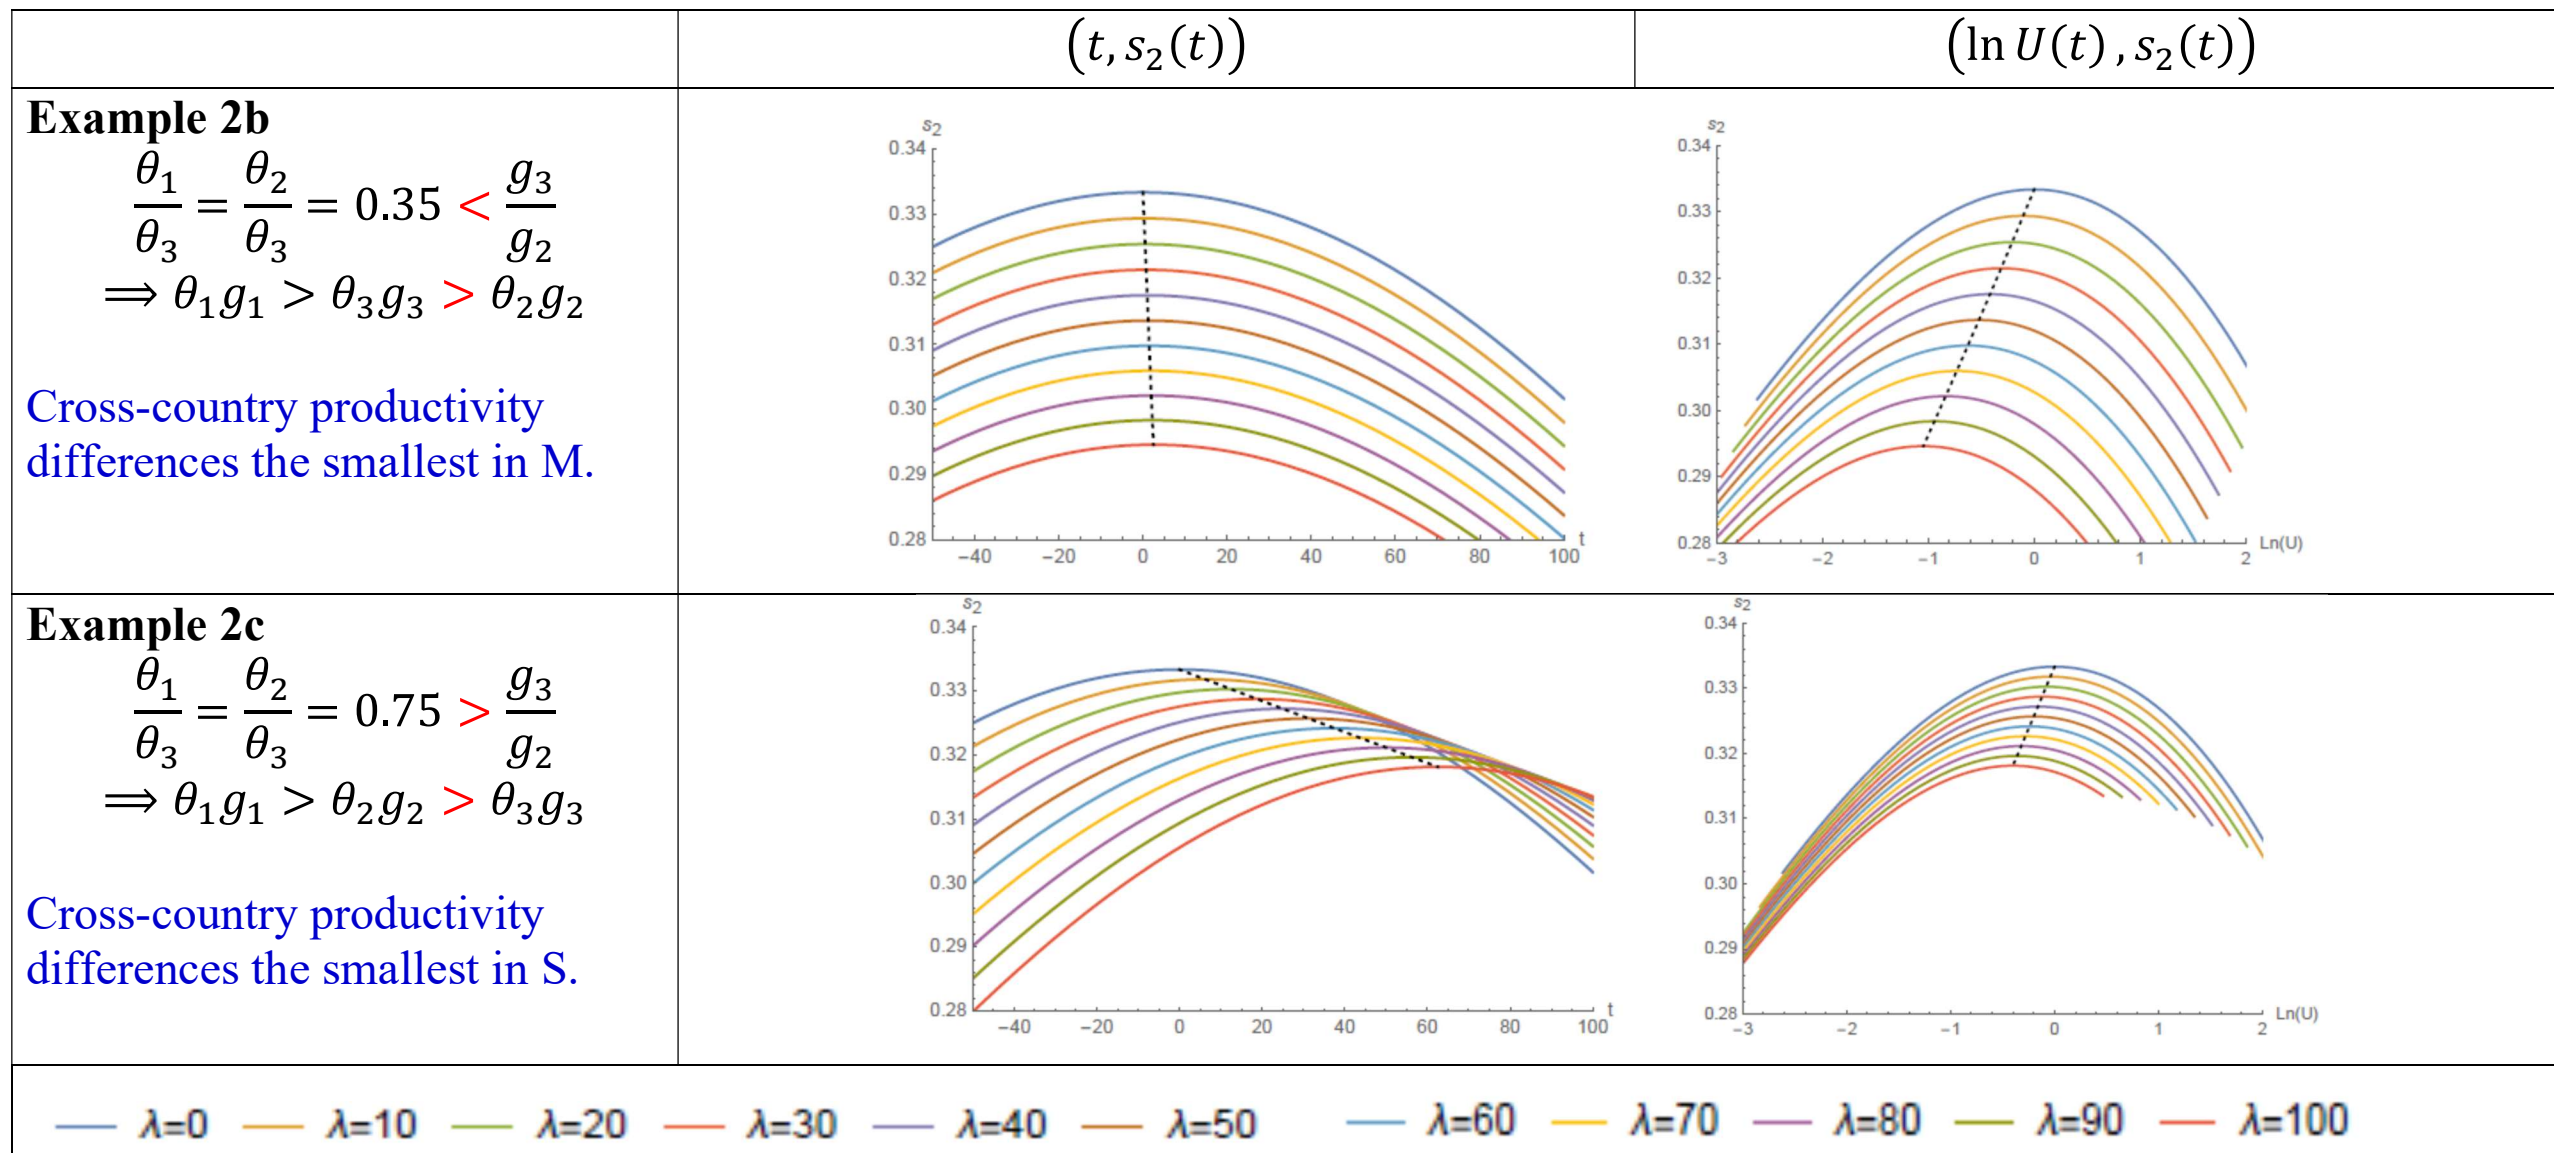 (t, s₂(t))
(ln U(t) , s₂(t))
Example 2b
θ₁/θ₃ = θ₂/θ₃ = 0.35 < g₃/g₂
⟹ θ₁g₁ > θ₃g₃ > θ₂g₂
Cross-country productivity
differences the smallest in M.
s₂
0.34
0.33
0.32
0.31
0.30
0.29
0.28
−40 −20 0 20 40 60 80 100 t
s₂
0.34
0.33
0.32
0.31
0.30
0.29
0.28
−3 −2 −1 0 1 2 Ln(U)
Example 2c
θ₁/θ₃ = θ₂/θ₃ = 0.75 > g₃/g₂
⟹ θ₁g₁ > θ₂g₂ > θ₃g₃
Cross-country productivity
differences the smallest in S.
s₂
0.34
0.33
0.32
0.31
0.30
0.29
0.28
−40 −20 0 20 40 60 80 100 t
s₂
0.34
0.33
0.32
0.31
0.30
0.29
0.28
−3 −2 −1 0 1 2 Ln(U)
λ=0 λ=10 λ=20 λ=30 λ=40 λ=50 λ=60 λ=70 λ=80 λ=90 λ=100